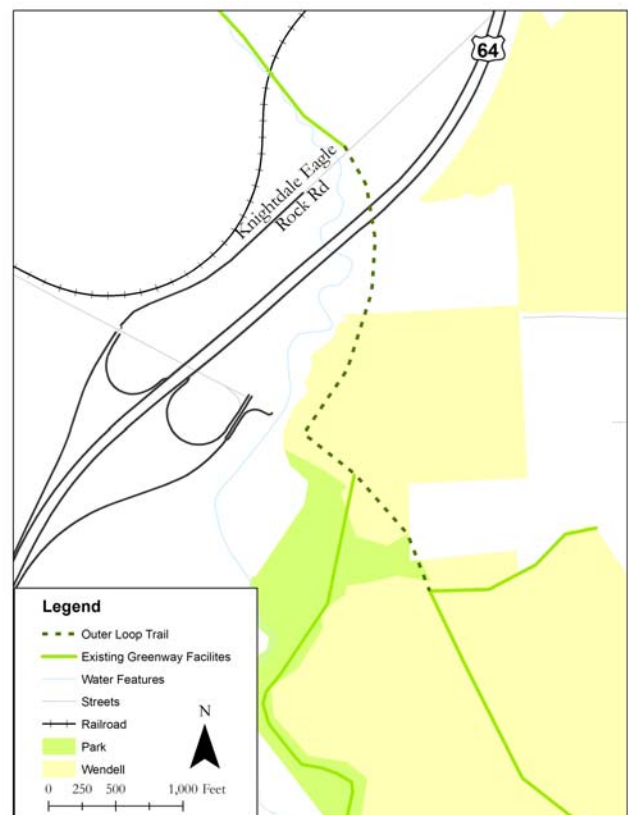 64
Knightdale Eagle
Rock Rd
Legend
Outer Loop Trail
Existing Greenway Facilites
Water Features
Streets
Railroad
Park
Wendell
N
0 250 500 1,000 Feet